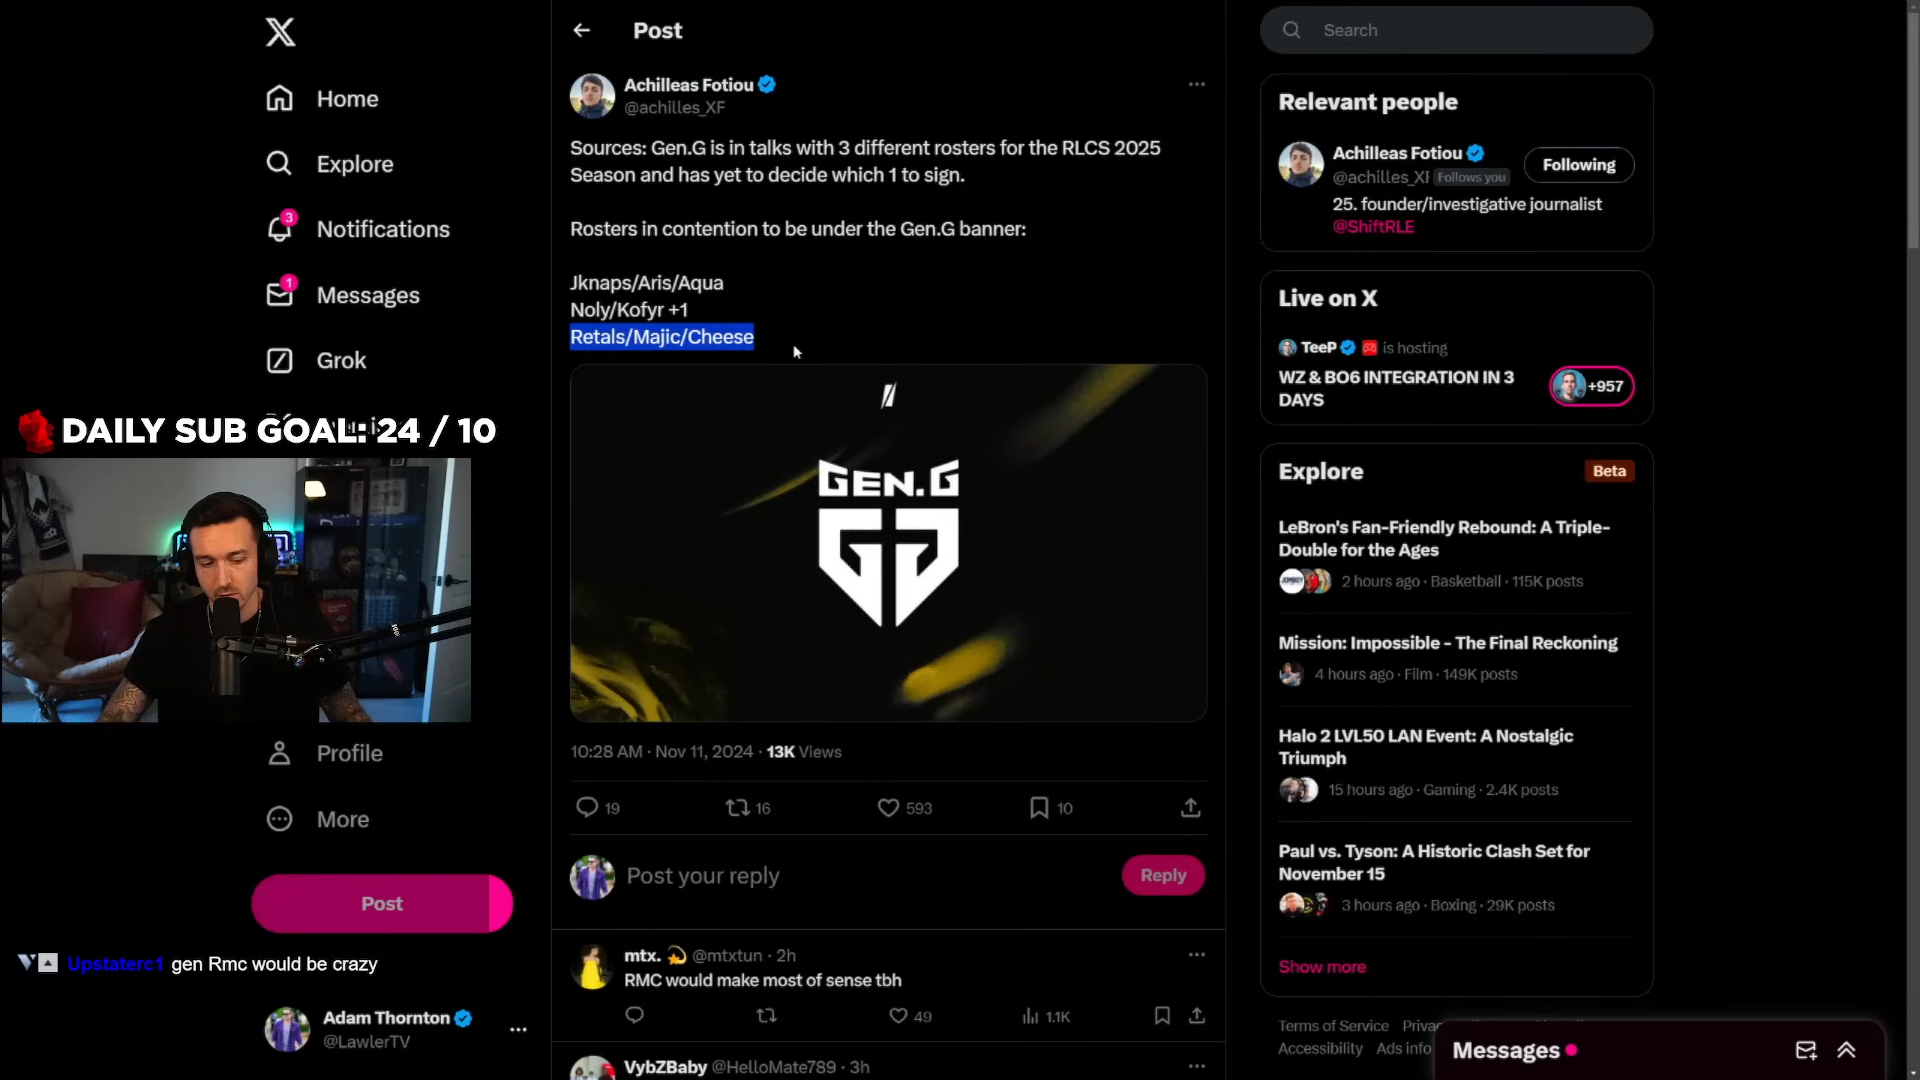 Home
Explore
Notifications
3
Messages
1
Grok
DAILY SUB GOAL: 24 / 10
Profile
More
Post
Upstaterc1 gen Rmc would be crazy
Adam Thornton
@LawlerTV
Post
Achilleas Fotiou
@achilles_XF
Sources: Gen.G is in talks with 3 different rosters for the RLCS 2025
Season and has yet to decide which 1 to sign.
Rosters in contention to be under the Gen.G banner:
Jknaps/Aris/Aqua
Noly/Kofyr +1
Retals/Majic/Cheese
GEN.G
10:28 AM · Nov 11, 2024 · 13K Views
19
16
593
10
Post your reply
Reply
mtx. @mtxtun · 2h
RMC would make most of sense tbh
49
1.1K
VybZBaby @HelloMate789 · 3h
Search
Relevant people
Achilleas Fotiou
Following
@achilles_XF Follows you
25. founder/investigative journalist
@ShiftRLE
Live on X
TeeP is hosting
WZ & BO6 INTEGRATION IN 3
DAYS
+957
Explore
Beta
LeBron's Fan-Friendly Rebound: A Triple-
Double for the Ages
2 hours ago · Basketball · 115K posts
Mission: Impossible - The Final Reckoning
4 hours ago · Film · 149K posts
Halo 2 LVL50 LAN Event: A Nostalgic
Triumph
15 hours ago · Gaming · 2.4K posts
Paul vs. Tyson: A Historic Clash Set for
November 15
3 hours ago · Boxing · 29K posts
Show more
Terms of Service Priva
Accessibility Ads info
Messages